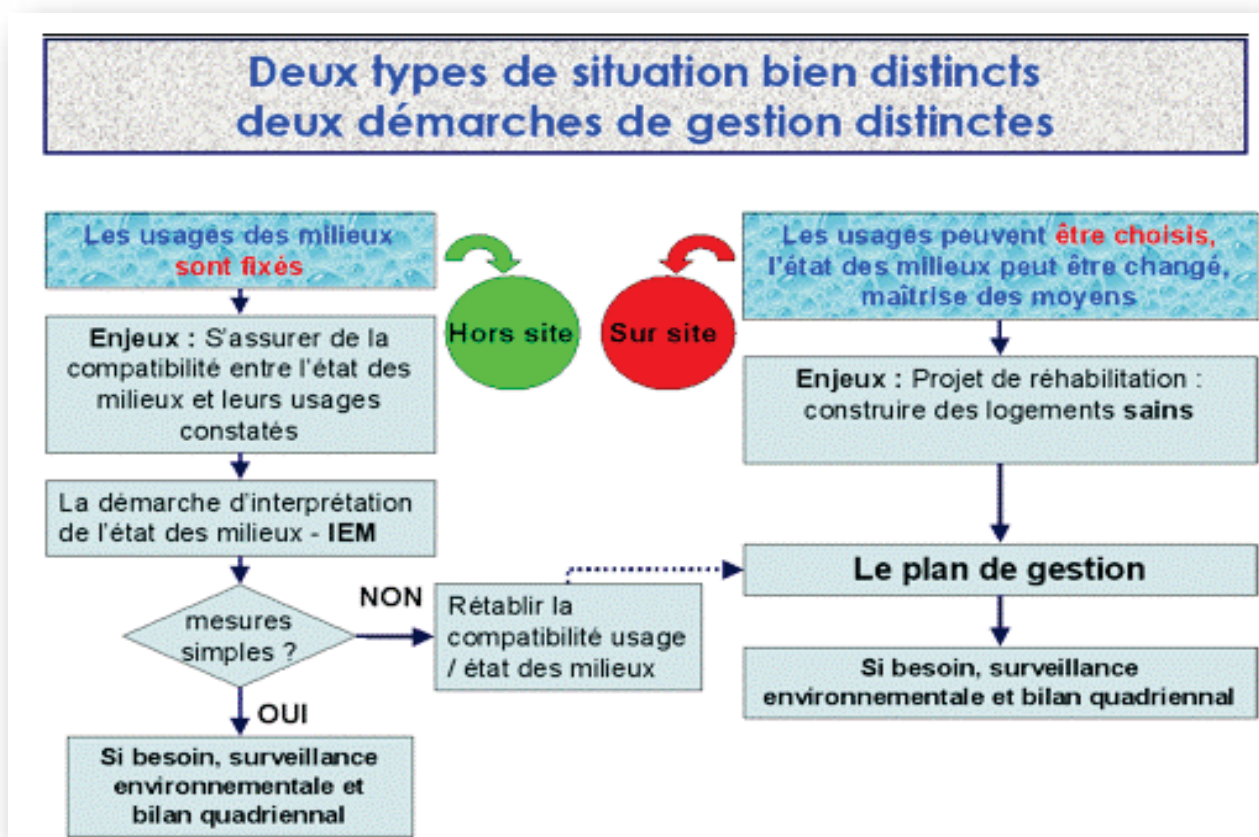 Deux types de situation bien distincts
deux démarches de gestion distinctes
Les usages des milieux
sont fixés
Enjeux : S'assurer de la
compatibilité entre l'état des
milieux et leurs usages
constatés
La démarche d'interprétation
de l'état des milieux - IEM
mesures
simples ?
NON
OUI
Rétablir la
compatibilité usage
/ état des milieux
Si besoin, surveillance
environnementale et
bilan quadriennal
Hors site
Sur site
Les usages peuvent être choisis,
l'état des milieux peut être changé,
maîtrise des moyens
Enjeux : Projet de réhabilitation :
construire des logements sains
Le plan de gestion
Si besoin, surveillance
environnementale et bilan quadriennal